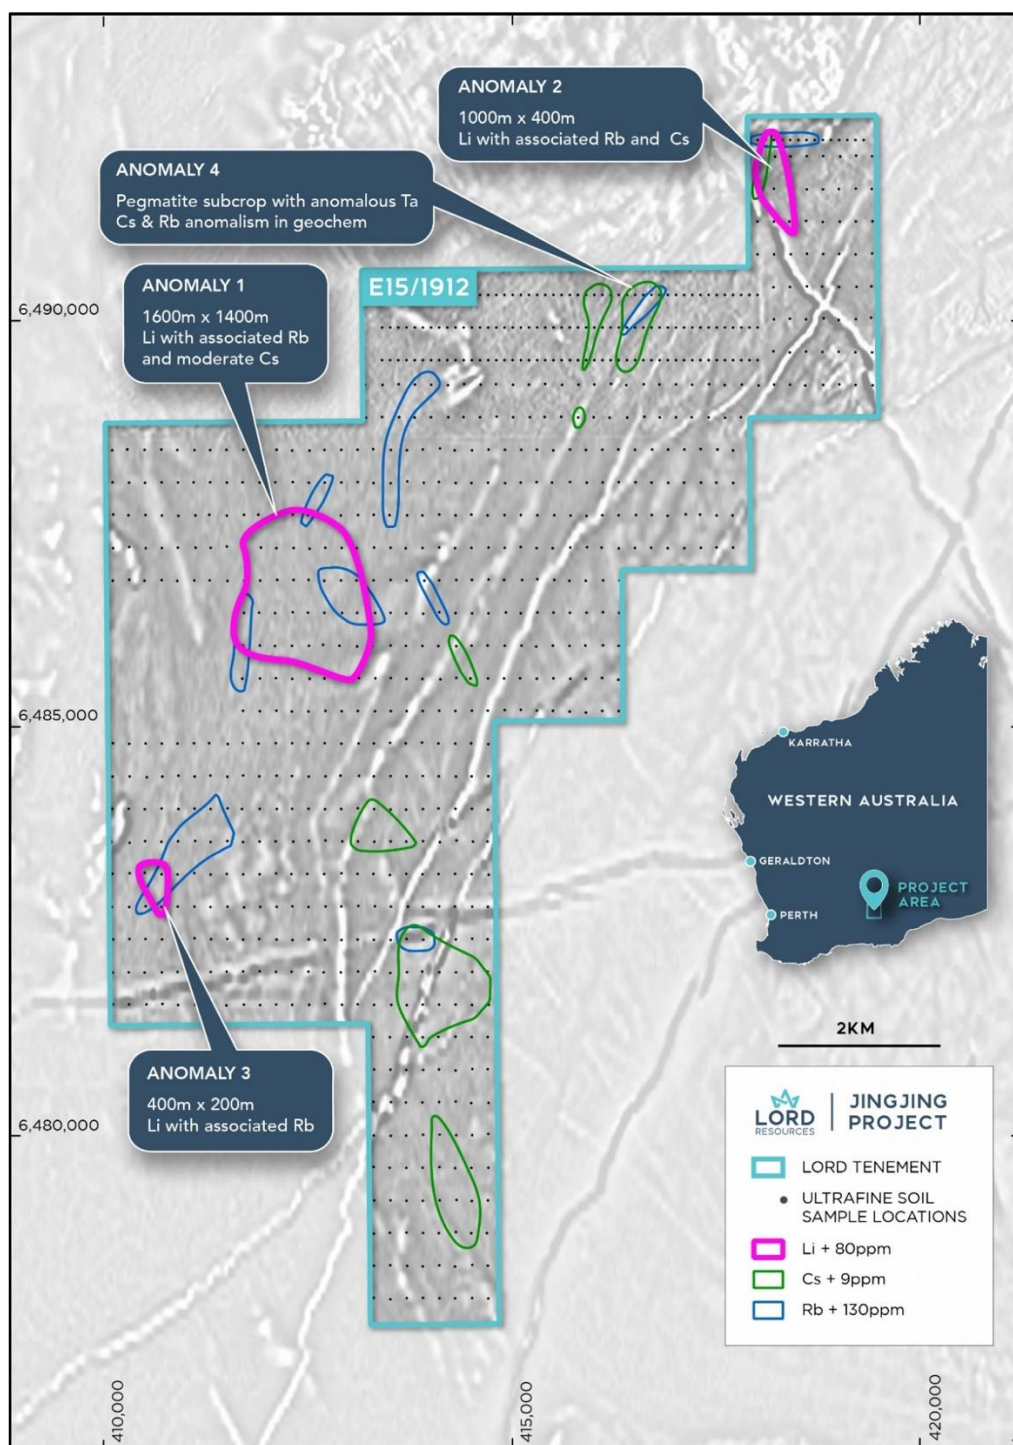 ANOMALY 2
1000m x 400m
Li with associated Rb and Cs
ANOMALY 4
Pegmatite subcrop with anomalous Ta
Cs & Rb anomalism in geochem
ANOMALY 1
1600m x 1400m
Li with associated Rb
and moderate Cs
E15/1912
6,490,000
6,485,000
6,480,000
KARRATHA
WESTERN AUSTRALIA
GERALDTON
PROJECT
AREA
PERTH
2KM
ANOMALY 3
400m x 200m
Li with associated Rb
LORD
RESOURCES
JINGJING
PROJECT
LORD TENEMENT
ULTRAFINE SOIL
SAMPLE LOCATIONS
Li + 80ppm
Cs + 9ppm
Rb + 130ppm
410,000
415,000
420,000